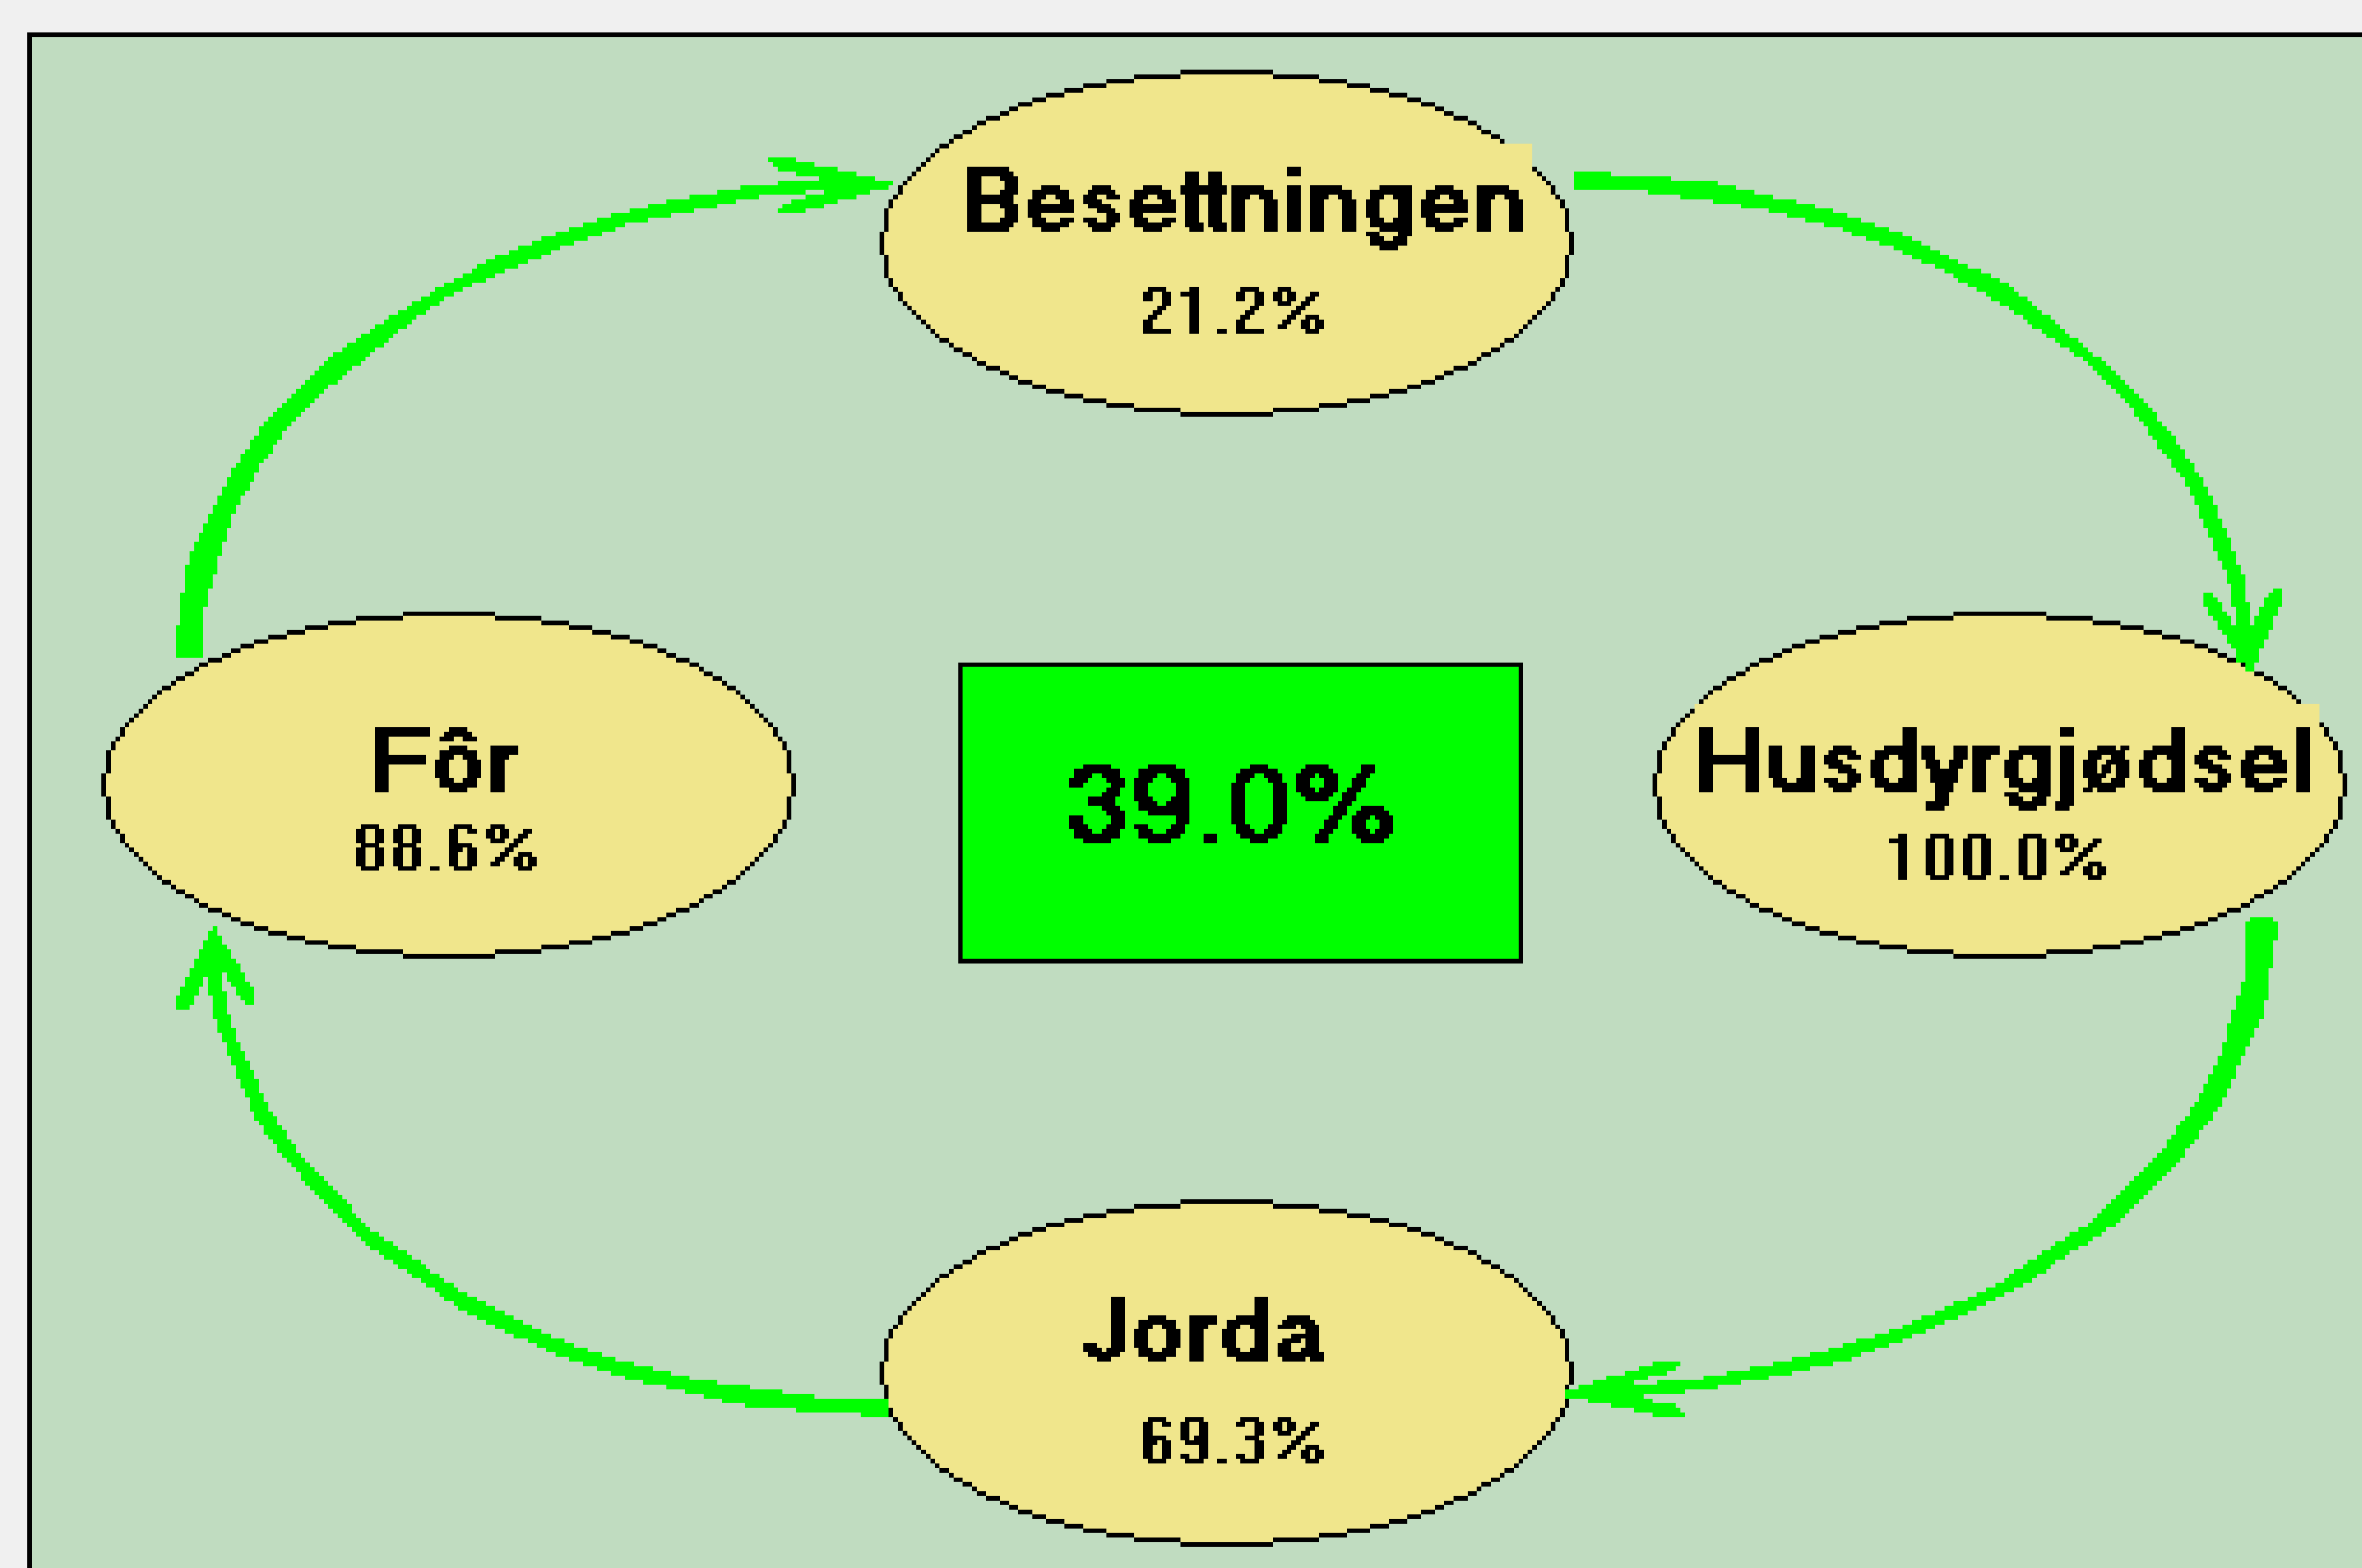 Besettningen
21.2%
Fôr
88.6%
39.0%
Husdyrgjødsel
100.0%
Jorda
69.3%